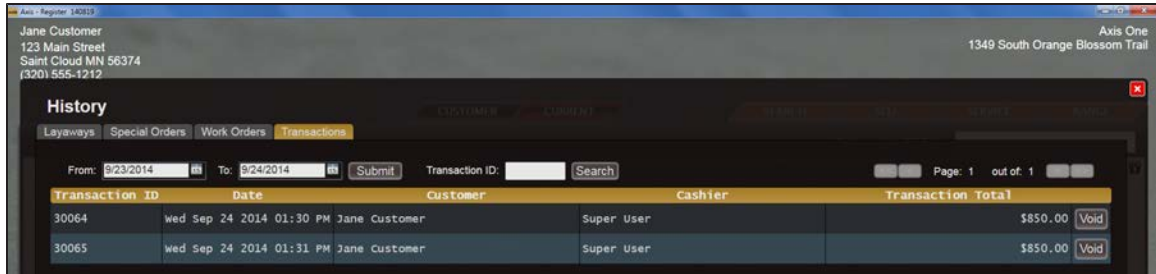 Axis - Register 140819
Jane Customer
123 Main Street
Saint Cloud MN 56374
(320) 555-1212
Axis One
1349 South Orange Blossom Trail
History
CUSTOMER CURRENT
Layaways Special Orders Work Orders Transactions
From: 9/23/2014 To: 9/24/2014 Submit Transaction ID: Search Page: 1 out of: 1
Transaction ID Date Customer Cashier Transaction Total
30064 Wed Sep 24 2014 01:30 PM Jane Customer Super User $850.00 Void
30065 Wed Sep 24 2014 01:31 PM Jane Customer Super User $850.00 Void